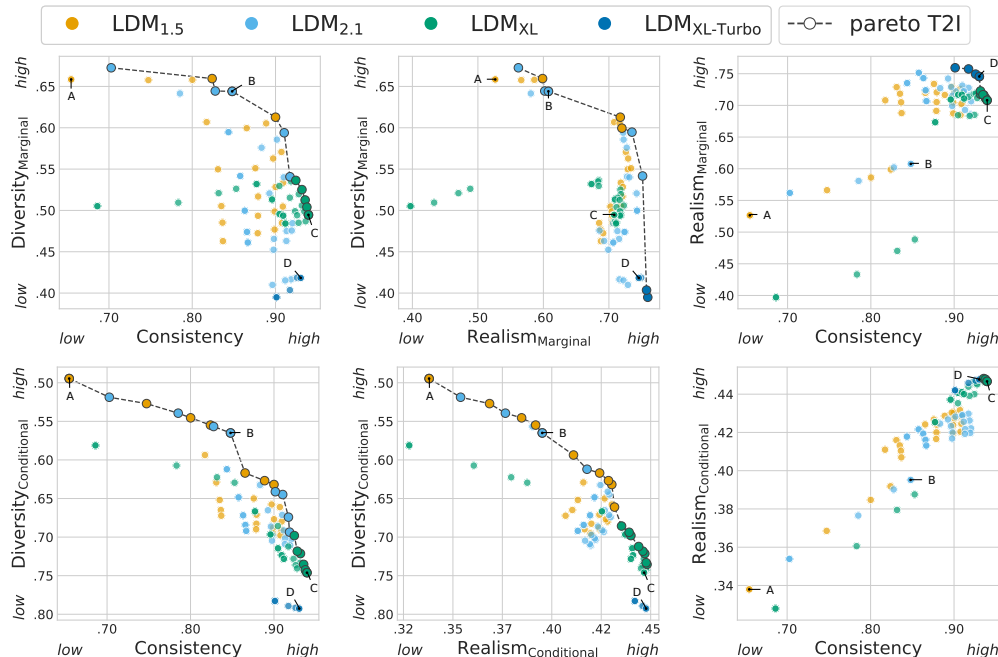 LDM1.5 LDM2.1 LDMXL LDMXL-Turbo pareto T2I
high
.65
.60
.55
.50
.45
.40
low
DiversityMarginal
A
B
C
D
.70 .80 .90
low Consistency high
.65
.60
.55
.50
.45
.40
DiversityMarginal
A
B
C
D
.40 .50 .60 .70
low RealismMarginal high
high
.75
.70
.65
.60
.55
.50
.45
.40
low
RealismMarginal
D
C
B
A
.70 .80 .90
low Consistency high
high
.50
.55
.60
.65
.70
.75
.80
low
DiversityConditional
A
B
C
D
.70 .80 .90
low Consistency high
.50
.55
.60
.65
.70
.75
.80
DiversityConditional
A
B
C
D
.32 .35 .38 .40 .42 .45
low RealismConditional high
high
.44
.42
.40
.38
.36
.34
low
RealismConditional
D
C
B
A
.70 .80 .90
low Consistency high